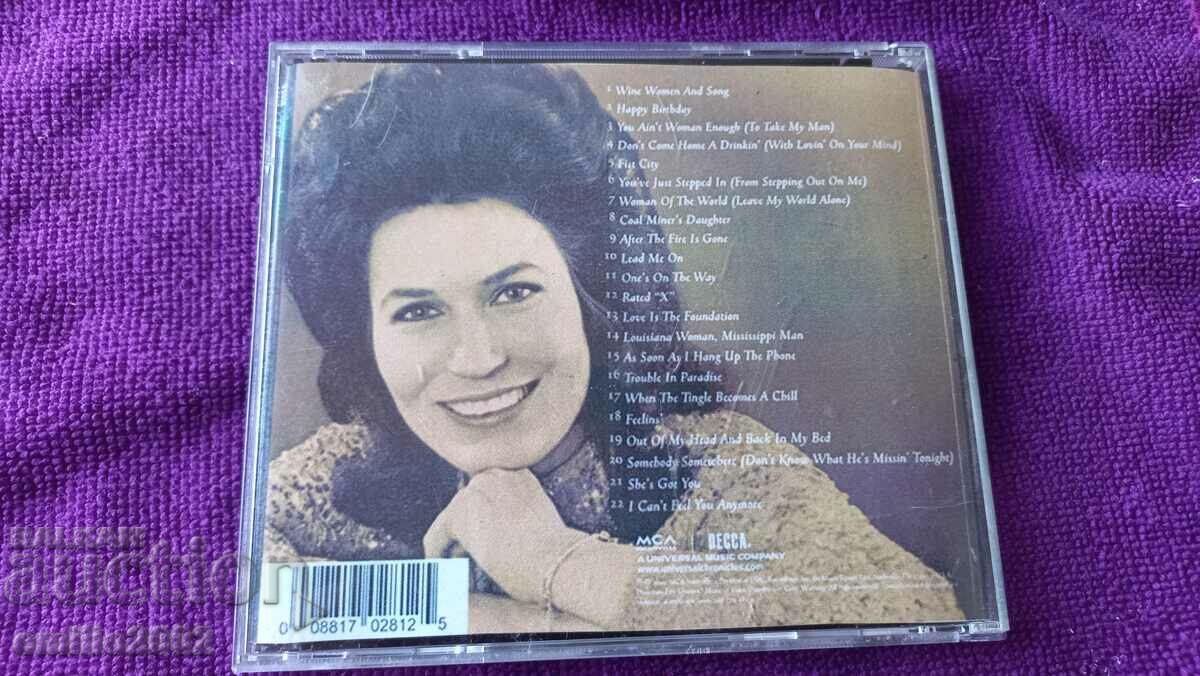 1 Wine Women And Song
2 Happy Birthday
3 You Ain't Woman Enough (To Take My Man)
4 Don't Come Home A Drinkin' (With Lovin' On Your Mind)
5 Fist City
6 You've Just Stepped In (From Stepping Out On Me)
7 Woman Of The World (Leave My World Alone)
8 Coal Miner's Daughter
9 After The Fire Is Gone
10 Lead Me On
11 One's On The Way
12 Rated "X"
13 Love Is The Foundation
14 Louisiana Woman, Mississippi Man
15 As Soon As I Hang Up The Phone
16 Trouble In Paradise
17 When The Tingle Becomes A Chill
18 Feelins'
19 Out Of My Head And Back In My Bed
20 Somebody Somewhere (Don't Know What He's Missin' Tonight)
21 She's Got You
22 I Can't Feel You Anymore
MCA DECCA
A UNIVERSAL MUSIC COMPANY
www.universalchronicles.com
0 08817 02812 5
BALKAN
auction
emilio2002